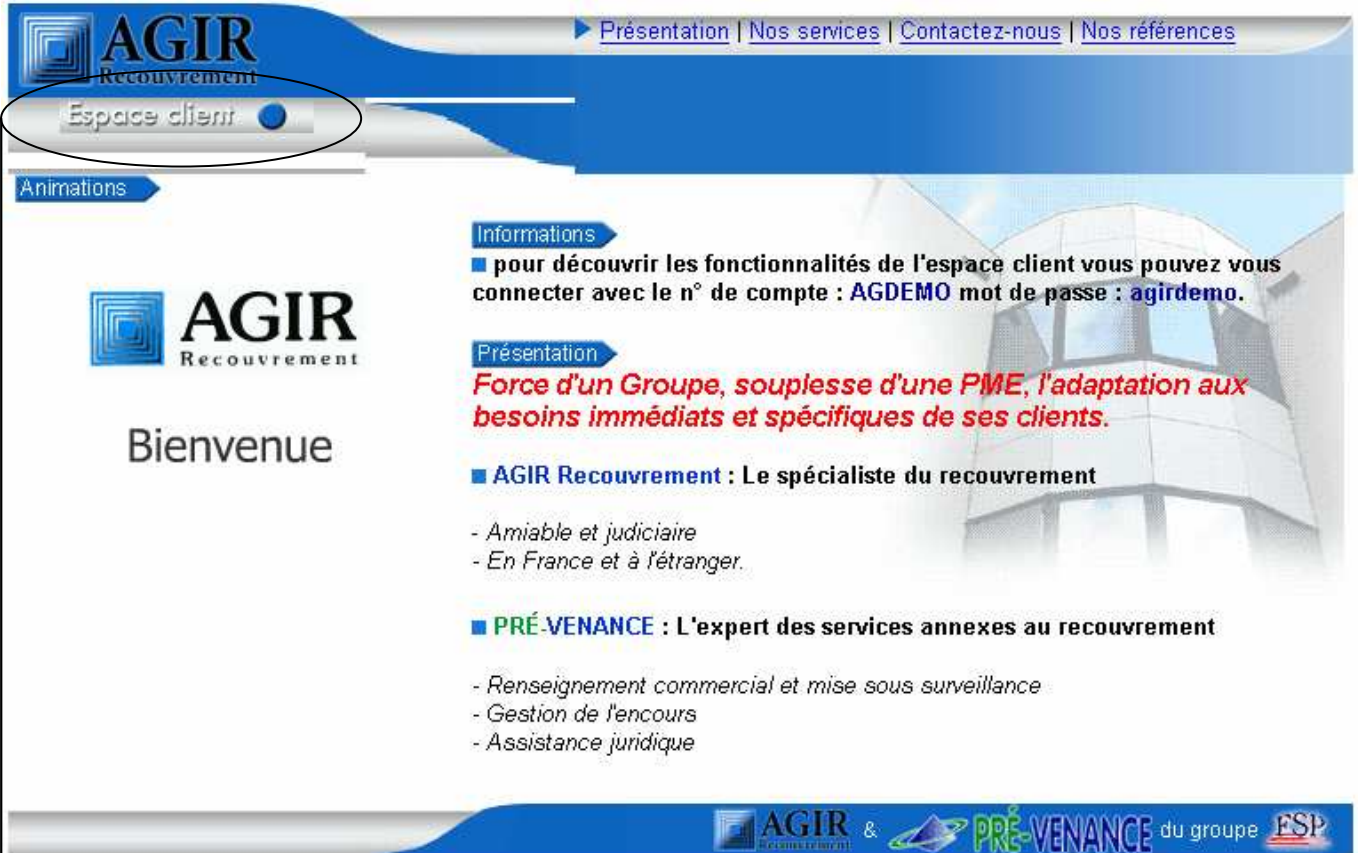 AGIR
Recouvrement
Présentation | Nos services | Contactez-nous | Nos références
Espace client
Animations
AGIR
Recouvrement
Bienvenue
Informations
pour découvrir les fonctionnalités de l'espace client vous pouvez vous
connecter avec le n° de compte : AGDEMO mot de passe : agirdemo.
Présentation
Force d'un Groupe, souplesse d'une PME, l'adaptation aux
besoins immédiats et spécifiques de ses clients.
AGIR Recouvrement : Le spécialiste du recouvrement
- Amiable et judiciaire
- En France et à l'étranger.
PRÉ-VENANCE : L'expert des services annexes au recouvrement
- Renseignement commercial et mise sous surveillance
- Gestion de l'encours
- Assistance juridique
AGIR Recouvrement & PRÉ-VENANCE du groupe FSP